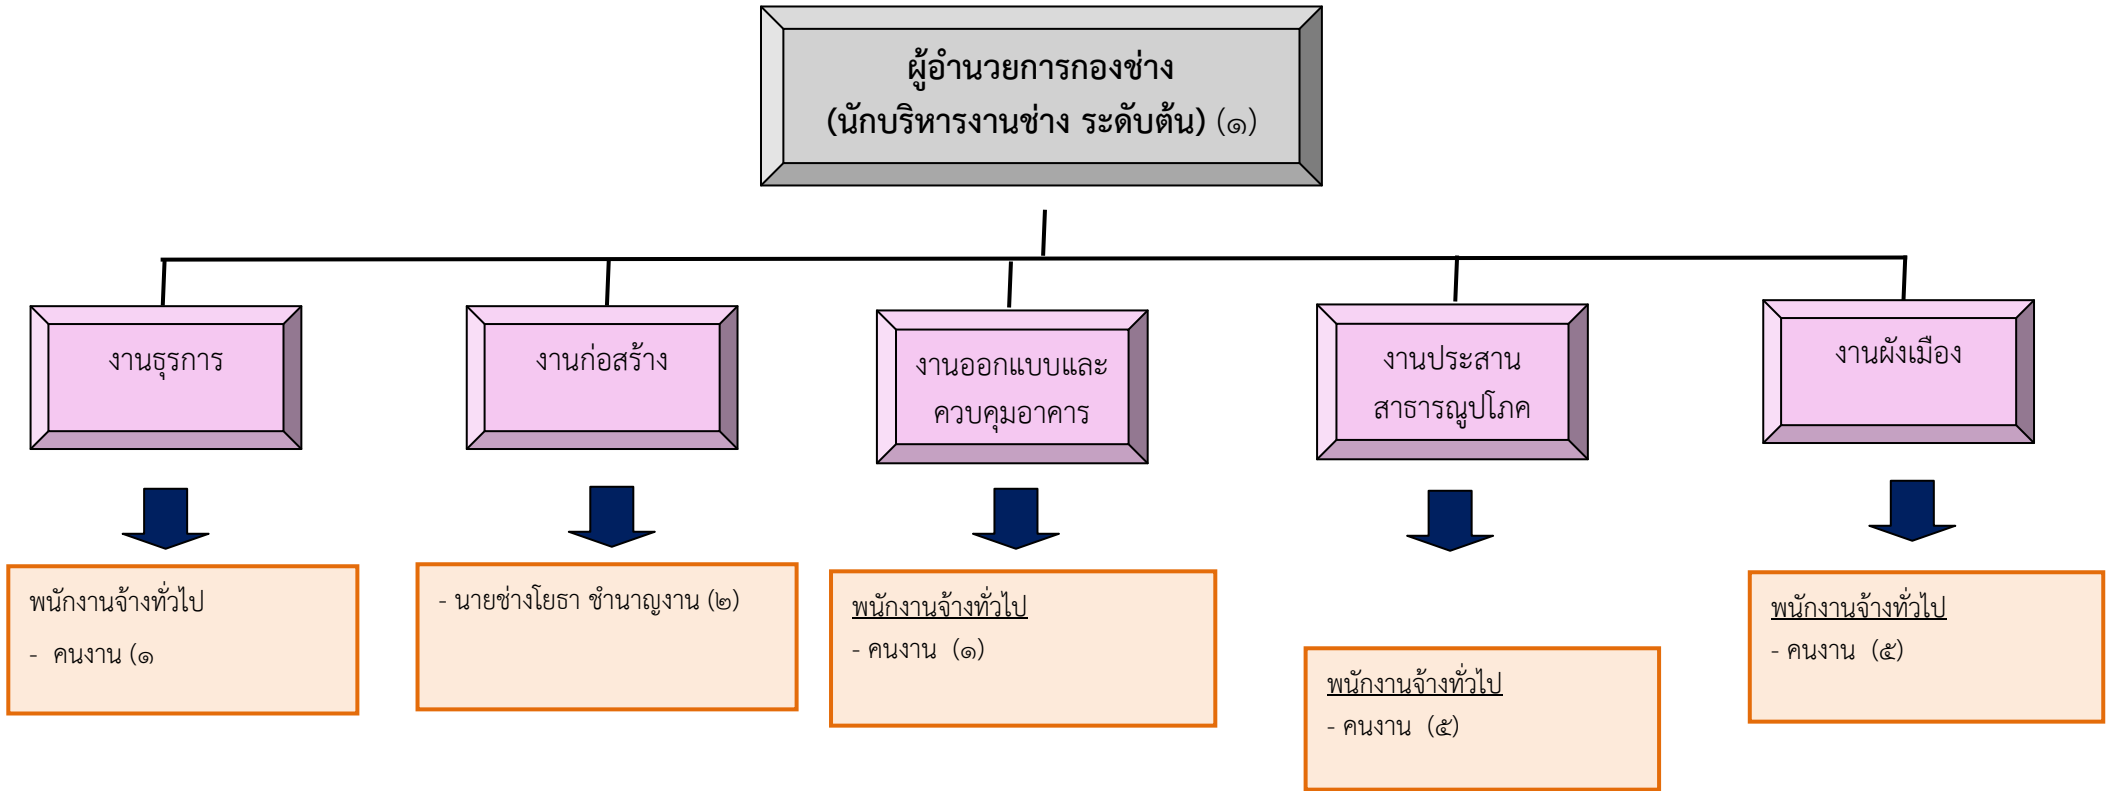 ผู้อำนวยการกองช่าง
(นักบริหารงานช่าง ระดับต้น) (๑)
งานธุรการ
งานก่อสร้าง
งานออกแบบและ
ควบคุมอาคาร
งานประสาน
สาธารณูปโภค
งานผังเมือง
พนักงานจ้างทั่วไป
- คนงาน (๑
- นายช่างโยธา ชำนาญงาน (๒)
พนักงานจ้างทั่วไป
- คนงาน (๑)
พนักงานจ้างทั่วไป
- คนงาน (๕)
พนักงานจ้างทั่วไป
- คนงาน (๕)